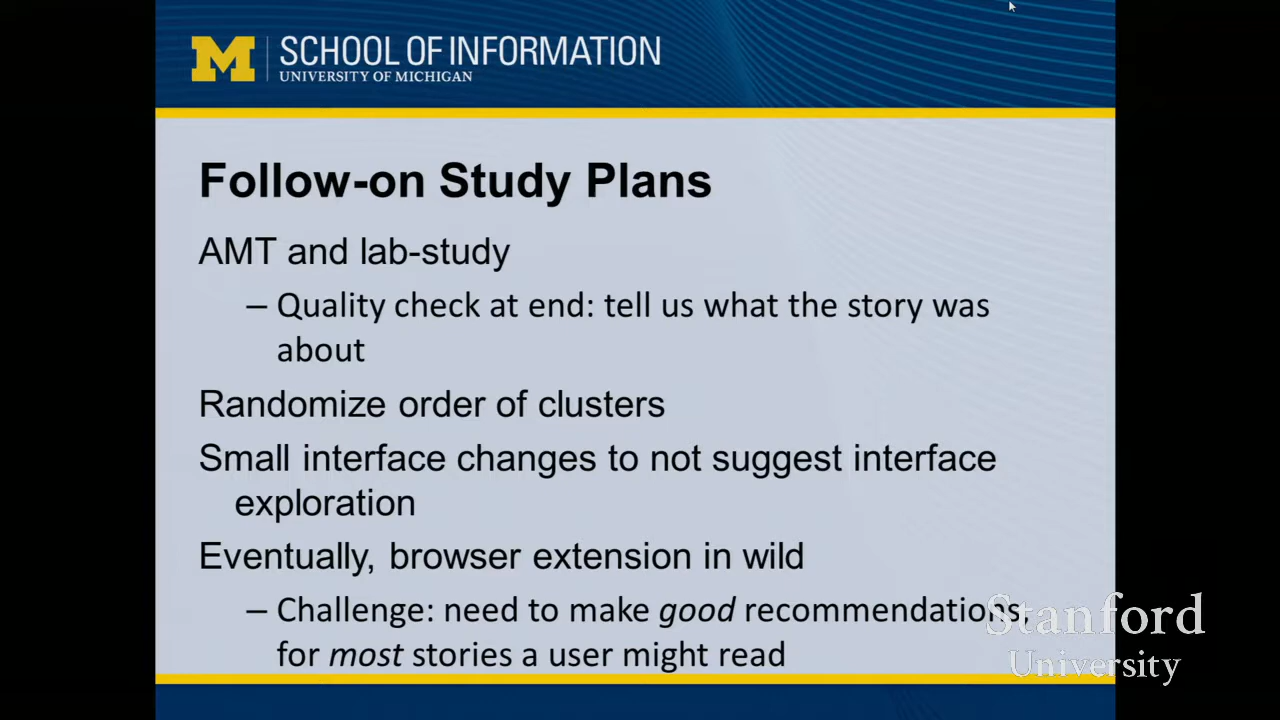 M SCHOOL OF INFORMATION
UNIVERSITY OF MICHIGAN
Follow-on Study Plans
AMT and lab-study
– Quality check at end: tell us what the story was
about
Randomize order of clusters
Small interface changes to not suggest interface
exploration
Eventually, browser extension in wild
– Challenge: need to make good recommendations,
for most stories a user might read
Stanford
University